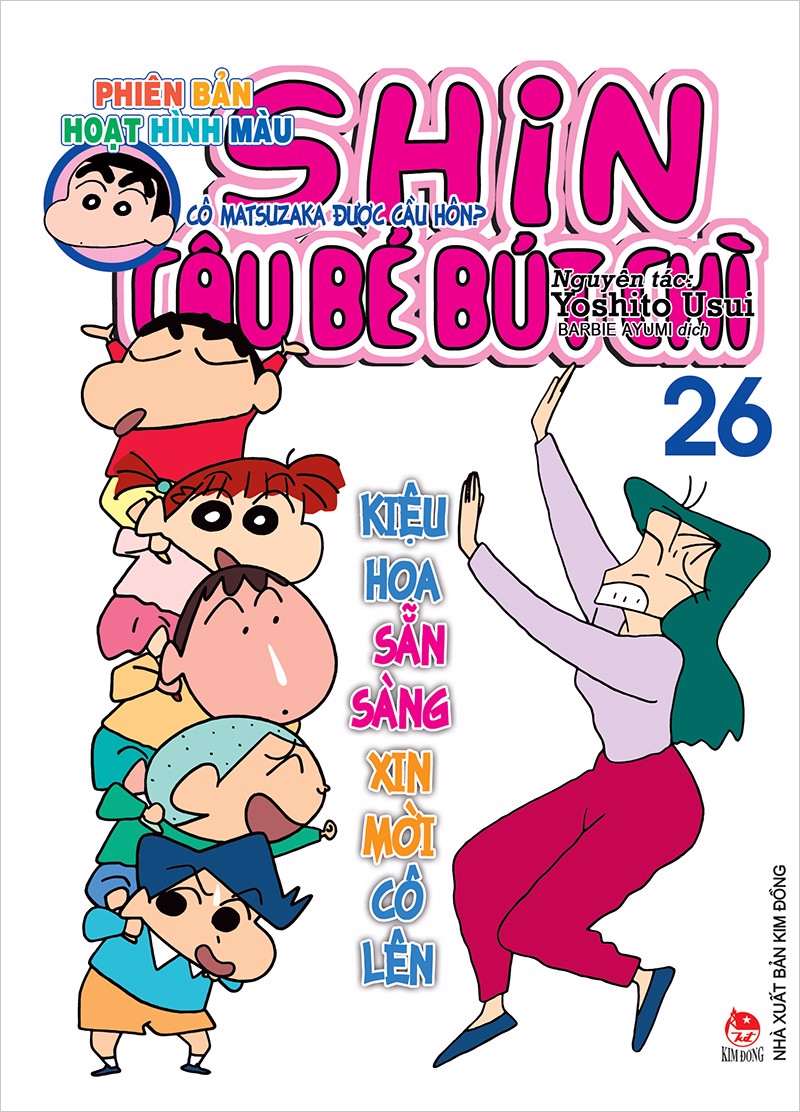 PHIÊN BẢN
HOẠT HÌNH MÀU
SHiN
CÔ MATSUZAKA ĐƯỢC CẦU HÔN?
CẬU BÉ BÚT CHÌ
Nguyên tác:
Yoshito Usui
BARBIE AYUMI dịch
26
KIỆU
HOA
SẴN
SÀNG
XIN
MỜI
CÔ
LÊN
KIM ĐỒNG
NHÀ XUẤT BẢN KIM ĐỒNG